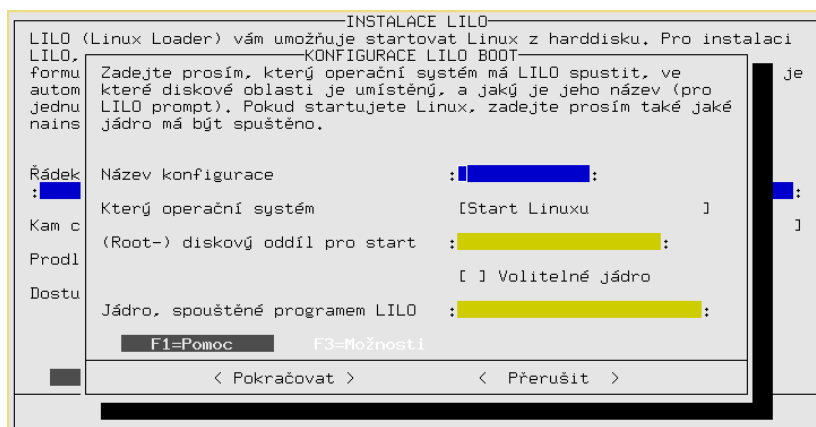 INSTALACE LILO
LILO (Linux Loader) vám umožňuje startovat Linux z harddisku. Pro instalaci
LILO,
KONFIGURACE LILO BOOT
formu
je
autom
jednu
nains
Zadejte prosím, který operační systém má LILO spustit, ve
které diskové oblasti je umístěný, a jaký je jeho název (pro
LILO prompt). Pokud startujete Linux, zadejte prosím také jaké
jádro má být spuštěno.
Řádek
Název konfigurace : :
: :
Který operační systém [Start Linuxu ]
Kam c ]
(Root-) diskový oddíl pro start : :
Prodl
[ ] Volitelné jádro
Dostu
Jádro, spouštěné programem LILO : :
F1=Pomoc F3=Možnosti
< Pokračovat > < Přerušit >